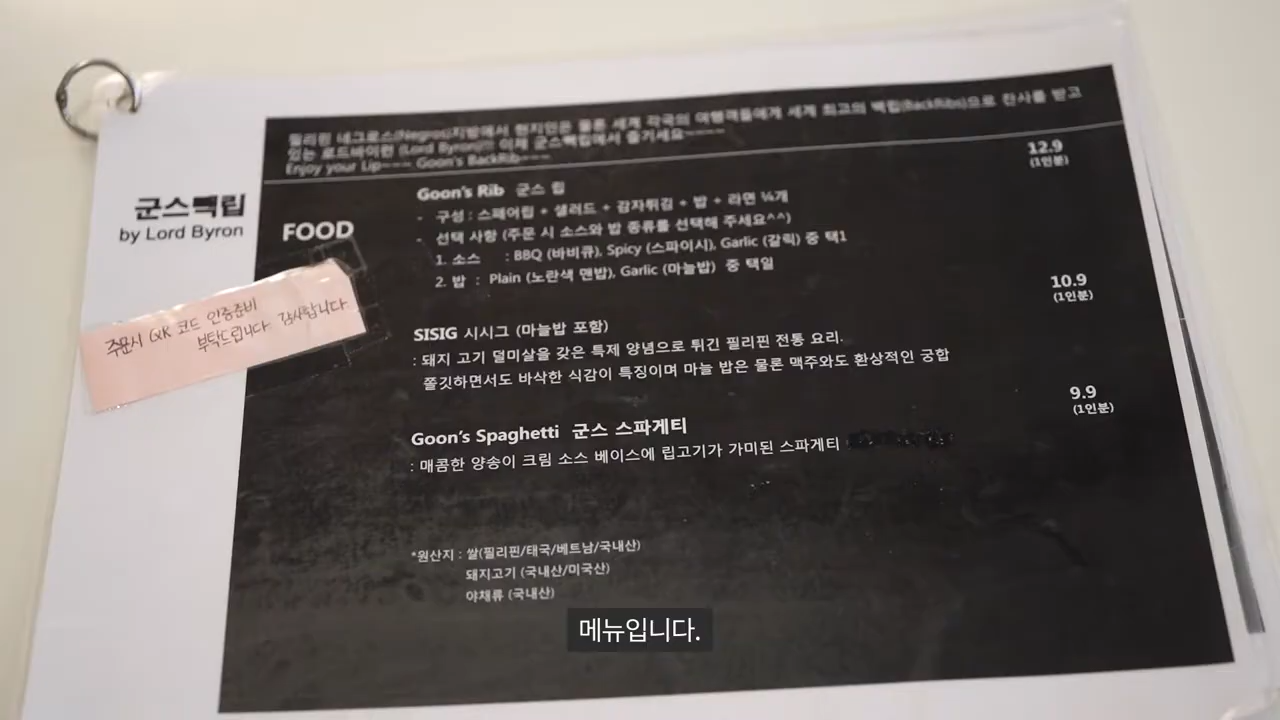 필리핀 네그로스(Negros)지방에서 현지인은 물론 세계 각국의 여행객들에게 세계 최고의 백립(BackRibs)으로 찬사를 받고
있는 로드바이런 (Lord Byron)!!! 이제 군스빽립에서 즐기세요~~~~
Enjoy your Lip~~~ Goon's BackRib~~~
군스빽립
by Lord Byron
FOOD
주문시 QR 코드 인증준비
부탁드립니다. 감사합니다.
Goon's Rib 군스 립
12.9
(1인분)
- 구성 : 스페어립 + 샐러드 + 감자튀김 + 밥 + 라면 ¼개
- 선택 사항 (주문 시 소스와 밥 종류를 선택해 주세요^^)
1. 소스 : BBQ (바비큐), Spicy (스파이시), Garlic (갈릭) 중 택1
2. 밥 : Plain (노란색 맨밥), Garlic (마늘밥) 중 택일
SISIG 시시그 (마늘밥 포함)
10.9
(1인분)
: 돼지 고기 덜미살을 갖은 특제 양념으로 튀긴 필리핀 전통 요리.
쫄깃하면서도 바삭한 식감이 특징이며 마늘 밥은 물론 맥주와도 환상적인 궁합
Goon's Spaghetti 군스 스파게티
9.9
(1인분)
: 매콤한 양송이 크림 소스 베이스에 립고기가 가미된 스파게티
*원산지 : 쌀(필리핀/태국/베트남/국내산)
돼지고기 (국내산/미국산)
야채류 (국내산)
메뉴입니다.